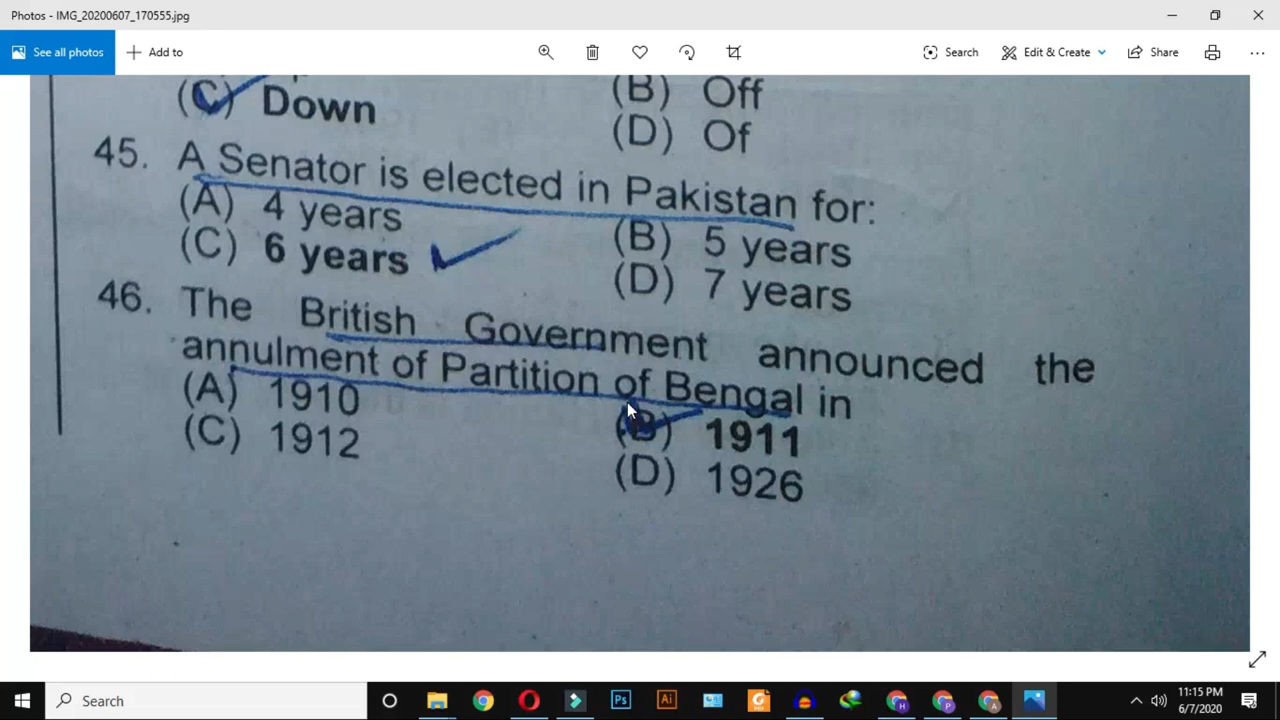 Photos - IMG_20200607_170555.jpg
See all photos
Add to
Search
Edit & Create
Share
(B) Off
(C) Down
(D) Of
45. A Senator is elected in Pakistan for:
(A) 4 years
(B) 5 years
(C) 6 years
(D) 7 years
46. The British Government announced the
annulment of Partition of Bengal in
(A) 1910
(B) 1911
(C) 1912
(D) 1926
Search
Ps
Ai
H
P
A
11:15 PM
6/7/2020